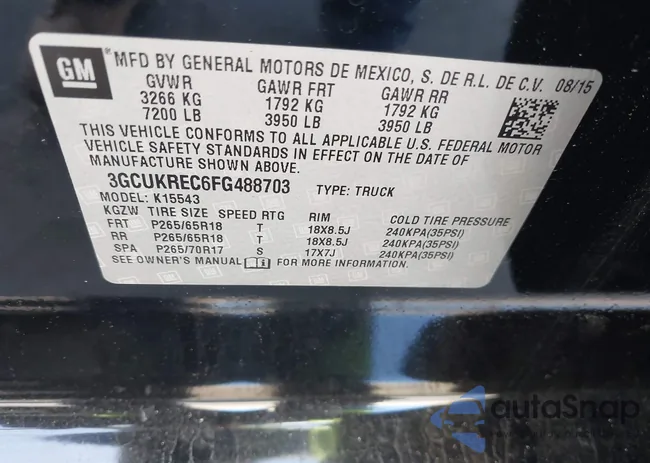 GM
® MFD BY GENERAL MOTORS DE MEXICO, S. DE R.L. DE C.V. 08/15
GVWR GAWR FRT GAWR RR
3266 KG 1792 KG 1792 KG
7200 LB 3950 LB 3950 LB
THIS VEHICLE CONFORMS TO ALL APPLICABLE U.S. FEDERAL MOTOR
VEHICLE SAFETY STANDARDS IN EFFECT ON THE DATE OF
MANUFACTURE SHOWN ABOVE.
3GCUKREC6FG488703 TYPE: TRUCK
MODEL: K15543
KGZW TIRE SIZE SPEED RTG RIM COLD TIRE PRESSURE
FRT P265/65R18 T 18X8.5J 240KPA(35PSI)
RR P265/65R18 T 18X8.5J 240KPA(35PSI)
SPA P265/70R17 S 17X7J 240KPA(35PSI)
SEE OWNER'S MANUAL FOR MORE INFORMATION.
autoSnap